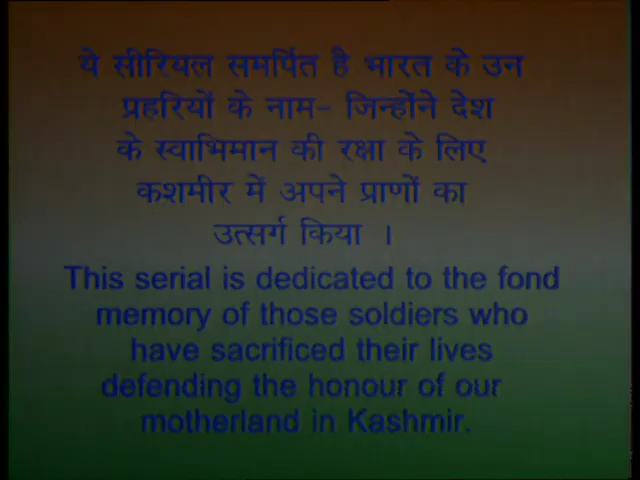 ये सीरियल समर्पित है भारत के उन
प्रहरियों के नाम- जिन्होंने देश
के स्वाभिमान की रक्षा के लिए
कशमीर में अपने प्राणों का
उत्सर्ग किया ।
This serial is dedicated to the fond
memory of those soldiers who
have sacrificed their lives
defending the honour of our
motherland in Kashmir.